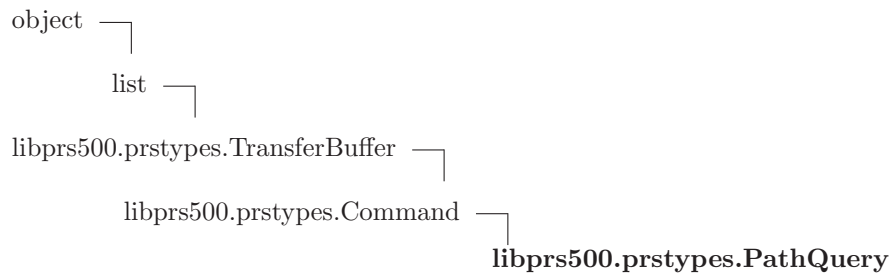 object
list
libprs500.prstypes.TransferBuffer
libprs500.prstypes.Command
libprs500.prstypes.PathQuery